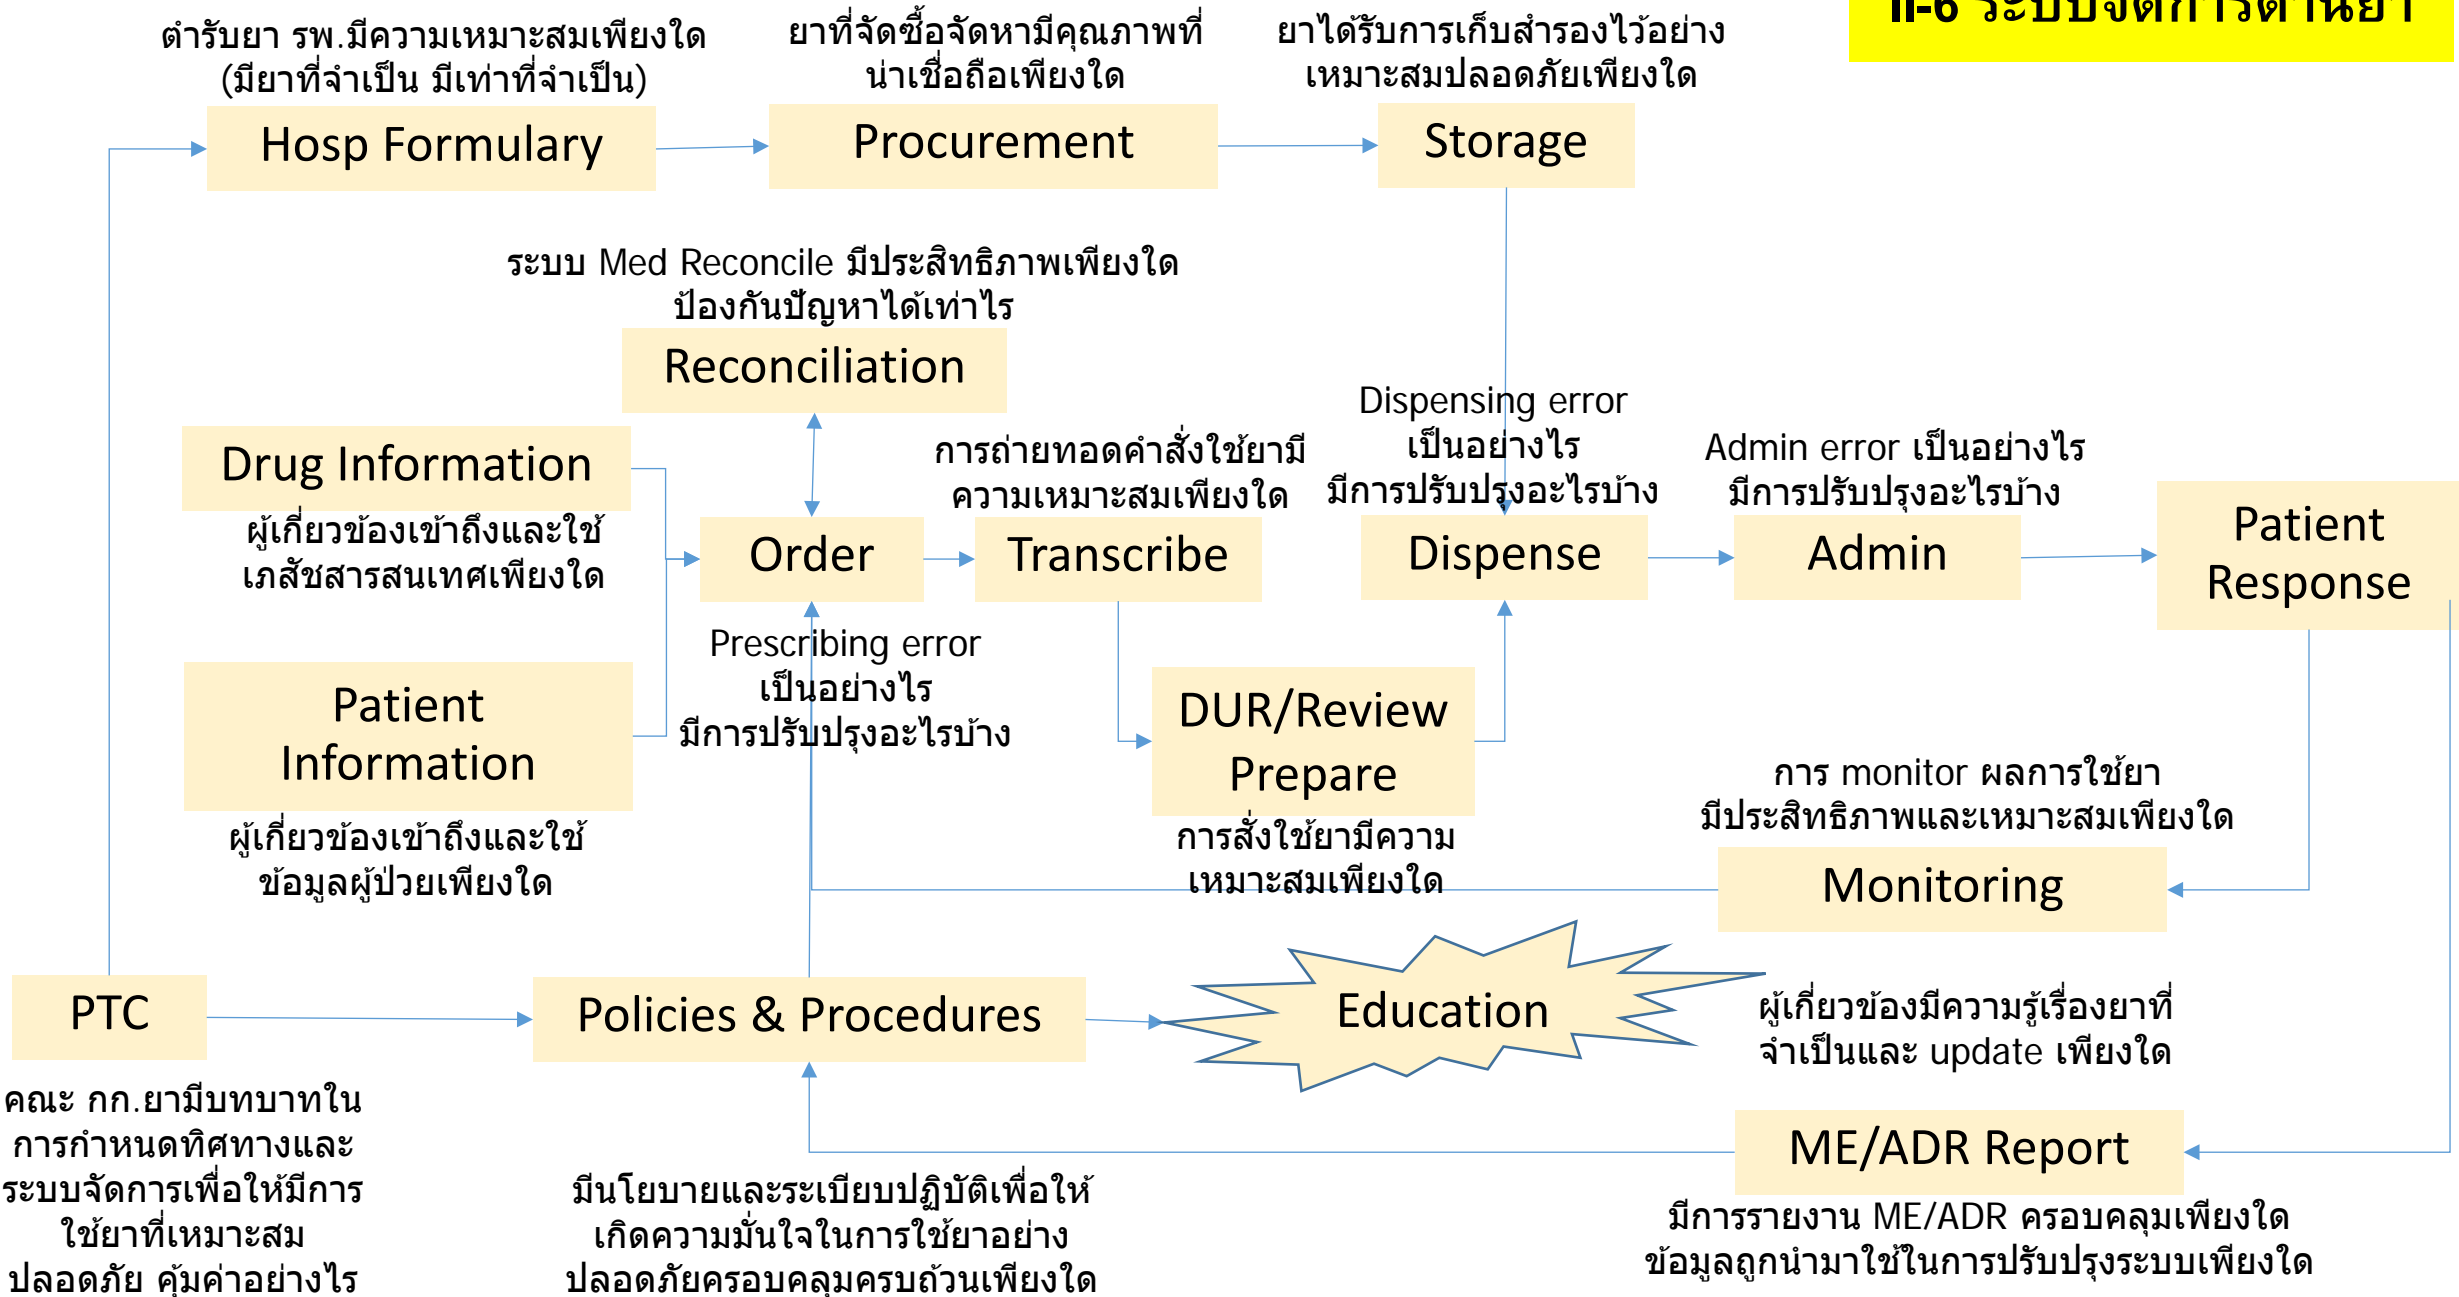 II-6 ระบบจัดการด้านยา
ตำรับยา รพ.มีความเหมาะสมเพียงใด
(มียาที่จำเป็น มีเท่าที่จำเป็น)
Hosp Formulary
ยาที่จัดซื้อจัดหามีคุณภาพที่
น่าเชื่อถือเพียงใด
Procurement
ยาได้รับการเก็บสำรองไว้อย่าง
เหมาะสมปลอดภัยเพียงใด
Storage
ระบบ Med Reconcile มีประสิทธิภาพเพียงใด
ป้องกันปัญหาได้เท่าไร
Reconciliation
Drug Information
ผู้เกี่ยวข้องเข้าถึงและใช้
เภสัชสารสนเทศเพียงใด
Order
การถ่ายทอดคำสั่งใช้ยามี
ความเหมาะสมเพียงใด
Transcribe
Dispensing error
เป็นอย่างไร
มีการปรับปรุงอะไรบ้าง
Dispense
Admin error เป็นอย่างไร
มีการปรับปรุงอะไรบ้าง
Admin
Patient
Response
Prescribing error
เป็นอย่างไร
มีการปรับปรุงอะไรบ้าง
Patient
Information
ผู้เกี่ยวข้องเข้าถึงและใช้
ข้อมูลผู้ป่วยเพียงใด
DUR/Review
Prepare
การสั่งใช้ยามีความ
เหมาะสมเพียงใด
การ monitor ผลการใช้ยา
มีประสิทธิภาพและเหมาะสมเพียงใด
Monitoring
PTC
คณะ กก.ยามีบทบาทใน
การกำหนดทิศทางและ
ระบบจัดการเพื่อให้มีการ
ใช้ยาที่เหมาะสม
ปลอดภัย คุ้มค่าอย่างไร
Policies & Procedures
มีนโยบายและระเบียบปฏิบัติเพื่อให้
เกิดความมั่นใจในการใช้ยาอย่าง
ปลอดภัยครอบคลุมครบถ้วนเพียงใด
Education
ผู้เกี่ยวข้องมีความรู้เรื่องยาที่
จำเป็นและ update เพียงใด
ME/ADR Report
มีการรายงาน ME/ADR ครอบคลุมเพียงใด
ข้อมูลถูกนำมาใช้ในการปรับปรุงระบบเพียงใด